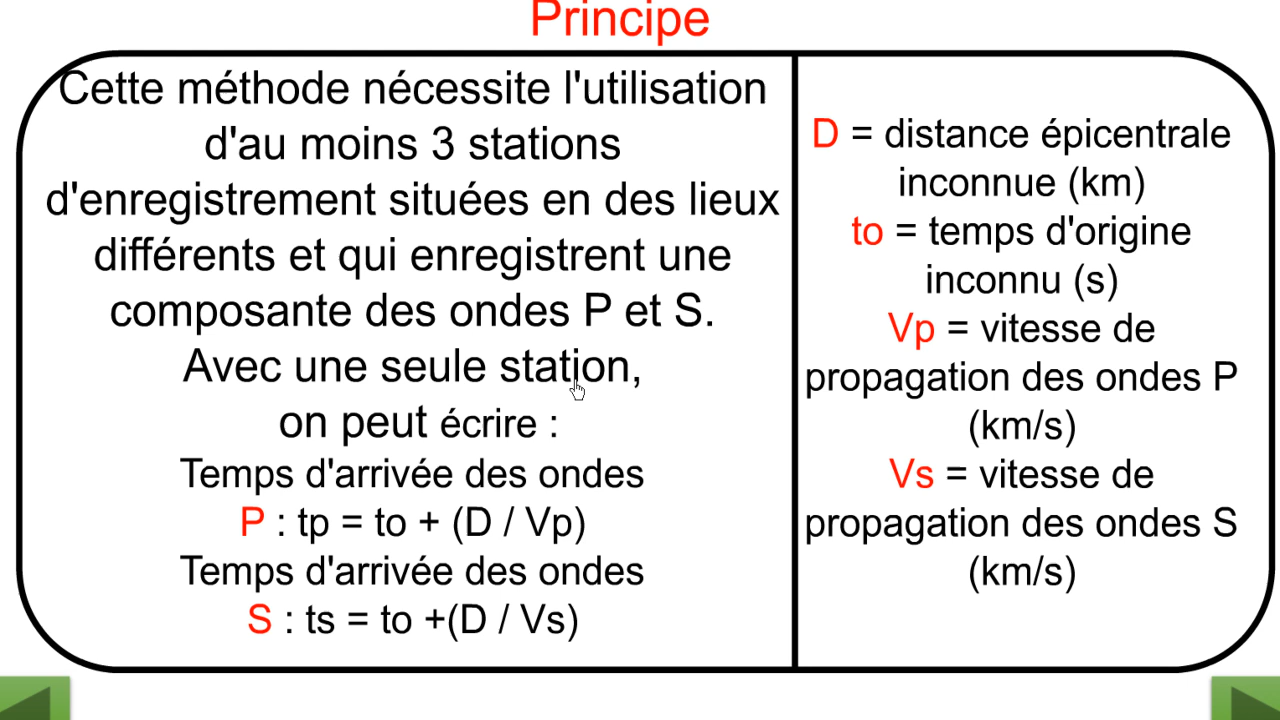 Principe
Cette méthode nécessite l'utilisation
d'au moins 3 stations
d'enregistrement situées en des lieux
différents et qui enregistrent une
composante des ondes P et S.
Avec une seule station,
on peut écrire :
Temps d'arrivée des ondes
P : tp = to + (D / Vp)
Temps d'arrivée des ondes
S : ts = to +(D / Vs)
D = distance épicentrale
inconnue (km)
to = temps d'origine
inconnu (s)
Vp = vitesse de
propagation des ondes P
(km/s)
Vs = vitesse de
propagation des ondes S
(km/s)